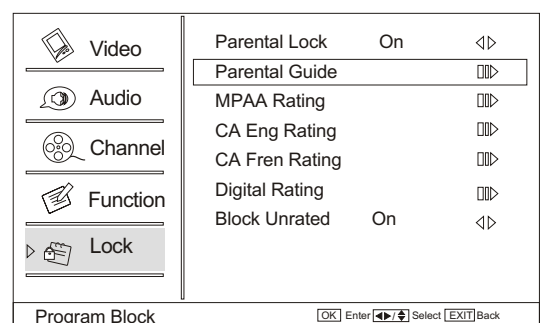 Video
Audio
Channel
Function
Lock
Parental Lock On
Parental Guide
MPAA Rating
CA Eng Rating
CA Fren Rating
Digital Rating
Block Unrated On
Program Block
OK Enter / Select EXIT Back